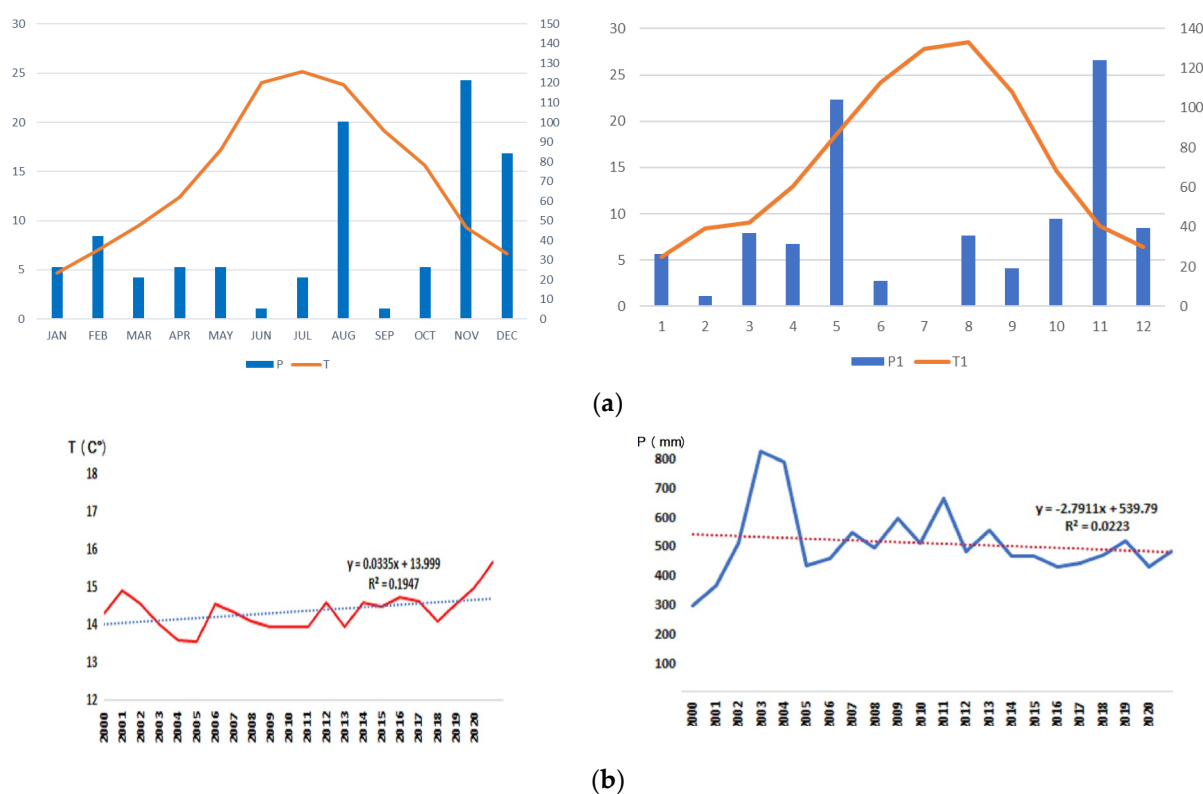 30 25 20 15 10 5 0
150 140 130 120 110 100 90 80 70 60 50 40 30 20 10 0
JAN FEB MAR APR MAY JUN JUL AUG SEP OCT NOV DEC
P T
30 25 20 15 10 5 0
140 120 100 80 60 40 20 0
1 2 3 4 5 6 7 8 9 10 11 12
P1 T1
(a)
T (C°)
18 17 16 15 14 13 12
y = 0.0335x + 13.999
R² = 0.1947
2000 2001 2002 2003 2004 2005 2006 2007 2008 2009 2010 2011 2012 2013 2014 2015 2016 2017 2018 2019 2020
P ( mm)
800 700 600 500 400 300 200 100
y = -2.7911x + 539.79
R² = 0.0223
2000 2001 2002 2003 2004 2005 2006 2007 2008 2009 2010 2011 2012 2013 2014 2015 2016 2017 2018 2019 2020
(b)